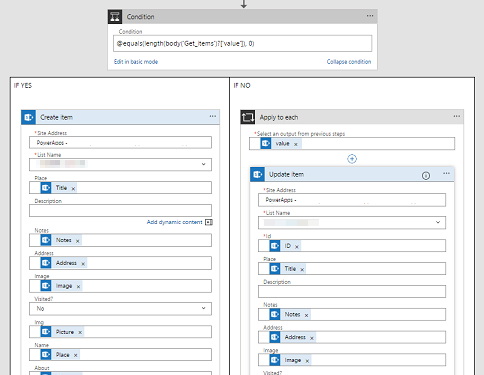 Condition
Condition
@equals(length(body('Get_items')?['value']), 0)
Edit in basic mode
Collapse condition
IF YES
Create item
*Site Address
PowerApps -
*List Name
Place
Title ×
Description
Add dynamic content
Notes
Notes ×
Address
Address ×
Image
Image ×
Visited?
No
Img
Picture ×
Name
Place ×
About
IF NO
Apply to each
*Select an output from previous steps
value ×
Update item
*Site Address
PowerApps -
*List Name
*Id
ID ×
Place
Title ×
Description
Notes
Notes ×
Address
Address ×
Image
Image ×
Visited?